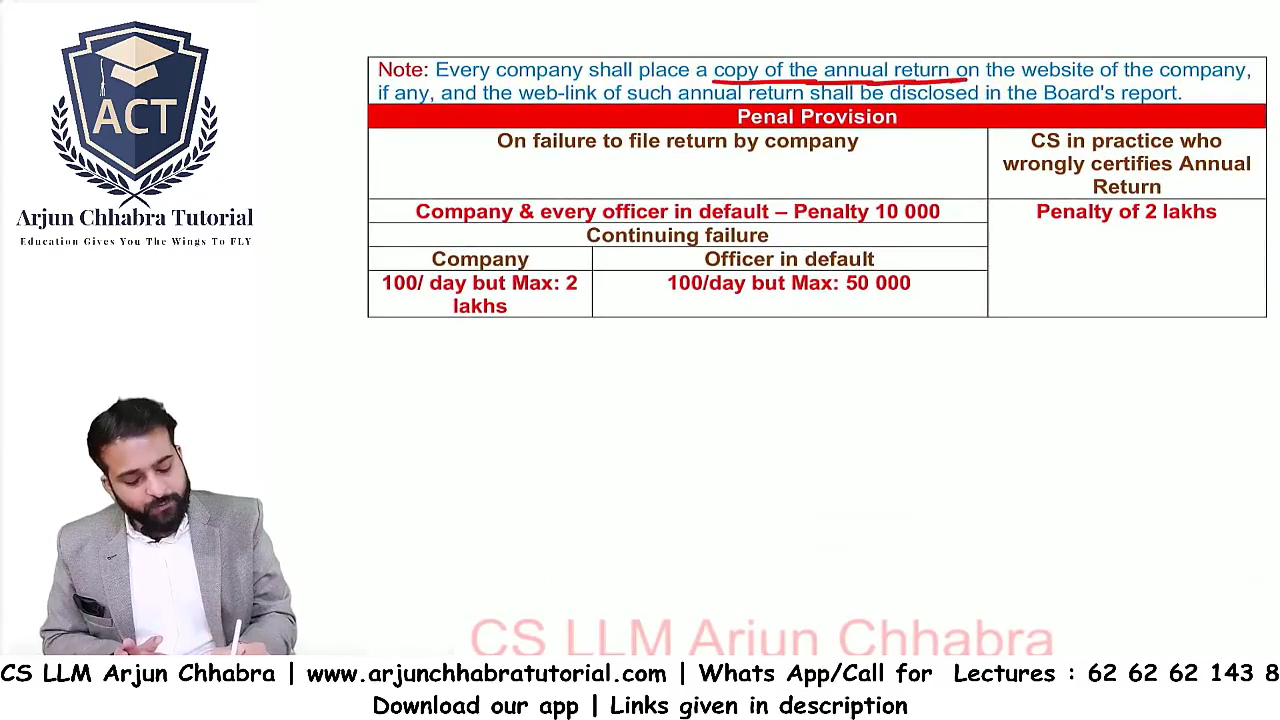 ACT
Arjun Chhabra Tutorial
Education Gives You The Wings To FLY
Note: Every company shall place a copy of the annual return on the website of the company,
if any, and the web-link of such annual return shall be disclosed in the Board's report.
Penal Provision
On failure to file return by company
CS in practice who
wrongly certifies Annual
Return
Company & every officer in default – Penalty 10 000
Penalty of 2 lakhs
Continuing failure
Company
Officer in default
100/ day but Max: 2
lakhs
100/day but Max: 50 000
CS LLM Arjun Chhabra
CS LLM Arjun Chhabra | www.arjunchhabratutorial.com | Whats App/Call for Lectures : 62 62 62 143 8
Download our app | Links given in description